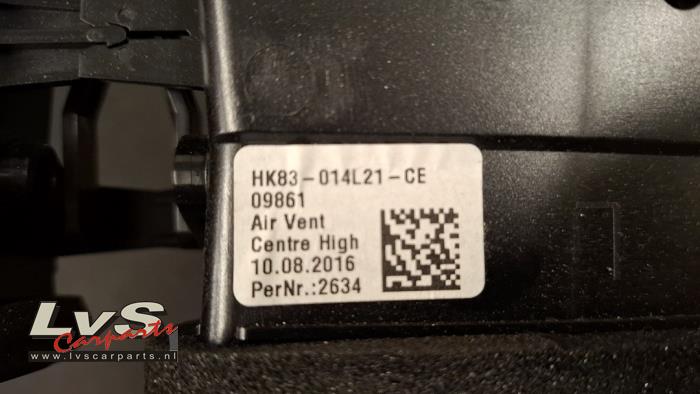 HK83-014L21-CE
09861
Air Vent
Centre High
10.08.2016
PerNr.:2634
LvS
Carparts
www.lvscarparts.nl